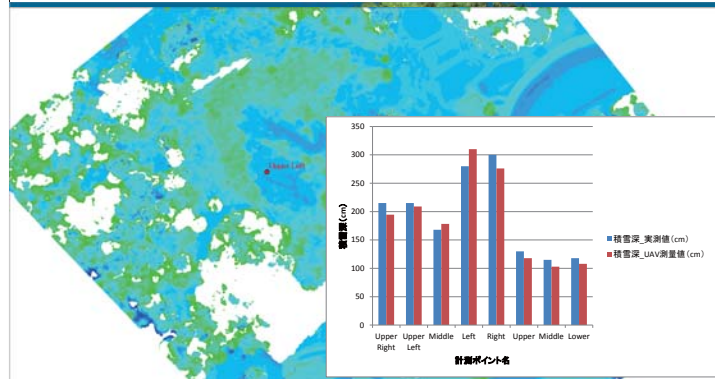 Upper Left
350
300
250
200
150
100
50
0
積雪深(cm)
Upper Right
Upper Left
Middle
Left
Right
Upper
Middle
Lower
計測ポイント名
積雪深_実測値(cm)
積雪深_UAV測量値(cm)